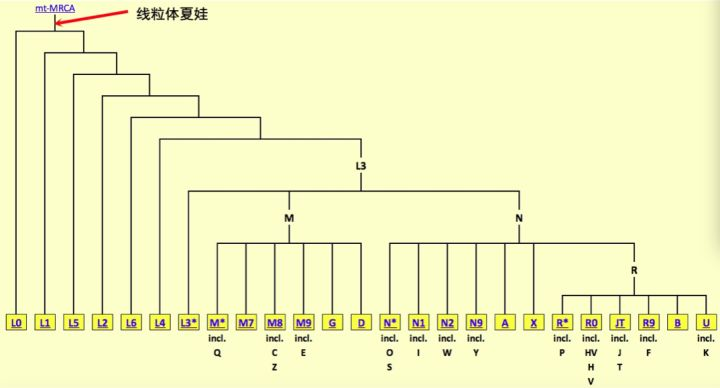 mt-MRCA
线粒体夏娃
L3
M N
R
L0 L1 L5 L2 L6 L4 L3* M* M7 M8 M9 G D N* N1 N2 N9 A X R* R0 JT R9 B U
incl. incl. incl. incl. incl. incl. incl. incl. incl. incl. incl. incl.
Q C E O I W Y P HV J F K
Z S H T
V